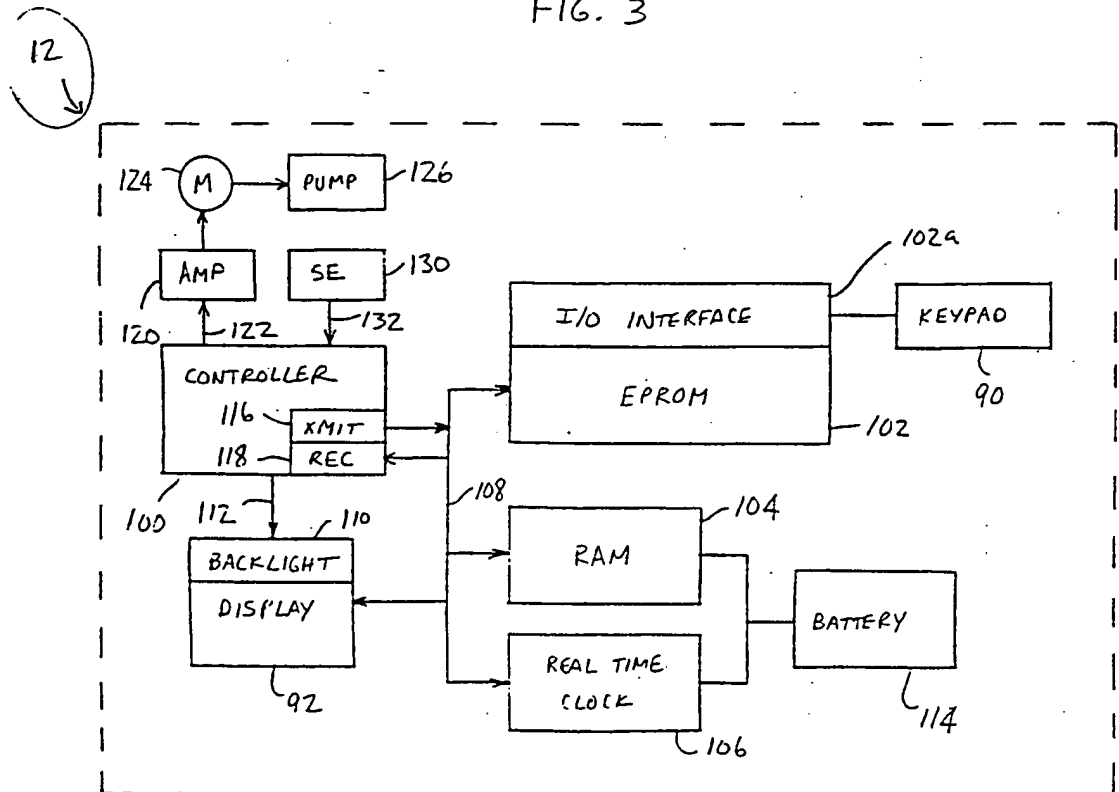 FIG. 3
12
124
M
PUMP
126
AMP
SE
130
120
122
132
102a
I/O INTERFACE
KEYPAD
90
CONTROLLER
116
XMIT
EPROM
102
118
REC
100
112
108
110
104
BACKLIGHT
RAM
DISPLAY
BATTERY
92
REAL TIME
CLOCK
114
106